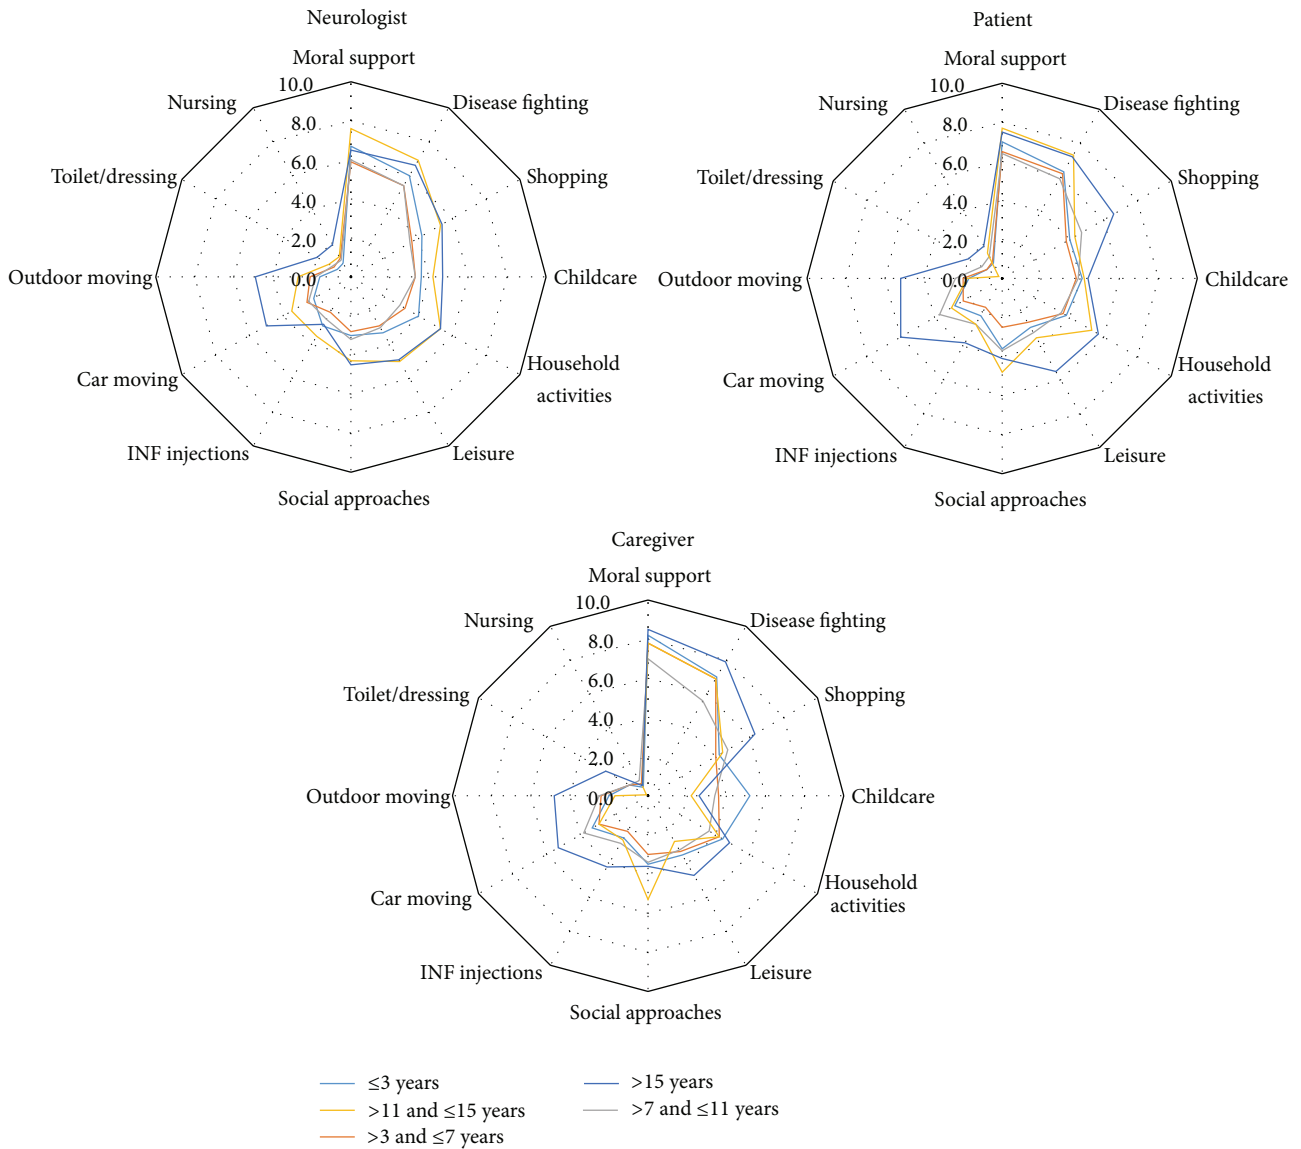 Neurologist
Moral support
Disease fighting
Shopping
Childcare
Household
activities
Leisure
Social approaches
INF injections
Car moving
Outdoor moving
Toilet/dressing
Nursing
10.0
8.0
6.0
4.0
2.0
0.0
Patient
Moral support
Disease fighting
Shopping
Childcare
Household
activities
Leisure
Social approaches
INF injections
Car moving
Outdoor moving
Toilet/dressing
Nursing
10.0
8.0
6.0
4.0
2.0
0.0
Caregiver
Moral support
Disease fighting
Shopping
Childcare
Household
activities
Leisure
Social approaches
INF injections
Car moving
Outdoor moving
Toilet/dressing
Nursing
10.0
8.0
6.0
4.0
2.0
0.0
≤3 years
>11 and ≤15 years
>3 and ≤7 years
>15 years
>7 and ≤11 years